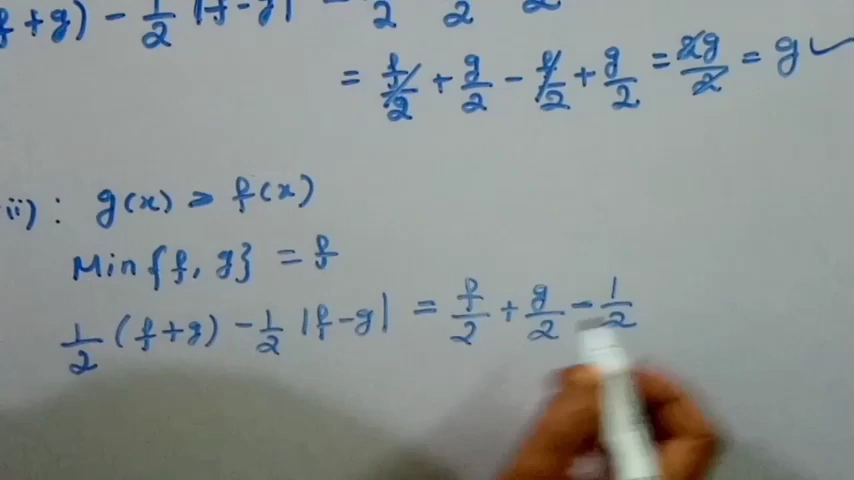 +g) - 1/2 |f-g| -
= f/2 + g/2 - f/2 + g/2 = 2g/2 = g ✓
ii) : g(x) > f(x)
Min{f, g} = f
1/2 (f+g) - 1/2 |f-g| = f/2 + g/2 - 1/2